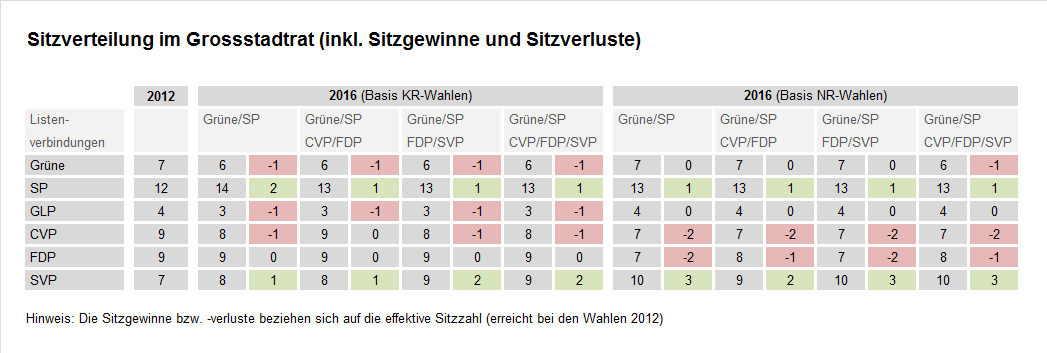 Sitzverteilung im Grossstadtrat (inkl. Sitzgewinne und Sitzverluste)
2012 2016 (Basis KR-Wahlen) 2016 (Basis NR-Wahlen)
Listen- Grüne/SP Grüne/SP Grüne/SP Grüne/SP Grüne/SP Grüne/SP Grüne/SP Grüne/SP
verbindungen CVP/FDP FDP/SVP CVP/FDP/SVP CVP/FDP FDP/SVP CVP/FDP/SVP
Grüne 7 6 -1 6 -1 6 -1 6 -1 7 0 7 0 7 0 6 -1
SP 12 14 2 13 1 13 1 13 1 13 1 13 1 13 1 13 1
GLP 4 3 -1 3 -1 3 -1 3 -1 4 0 4 0 4 0 4 0
CVP 9 8 -1 9 0 8 -1 8 -1 7 -2 7 -2 7 -2 7 -2
FDP 9 9 0 9 0 9 0 9 0 7 -2 8 -1 7 -2 8 -1
SVP 7 8 1 8 1 9 2 9 2 10 3 9 2 10 3 10 3
Hinweis: Die Sitzgewinne bzw. -verluste beziehen sich auf die effektive Sitzzahl (erreicht bei den Wahlen 2012)